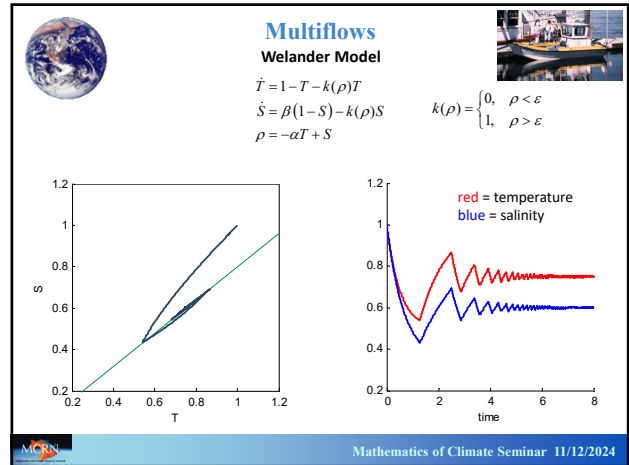 Multiflows
Welander Model
Ṫ = 1 − T − k(ρ)T
Ṡ = β(1 − S) − k(ρ)S
ρ = −αT + S
k(ρ) = {0, ρ < ε
1, ρ > ε
1.2
1
0.8
0.6
0.4
0.2
S
0.2 0.4 0.6 0.8 1 1.2
T
1.2
1
0.8
0.6
0.4
0.2
red = temperature
blue = salinity
0 2 4 6 8
time
MCRN
Mathematics of Climate Seminar 11/12/2024